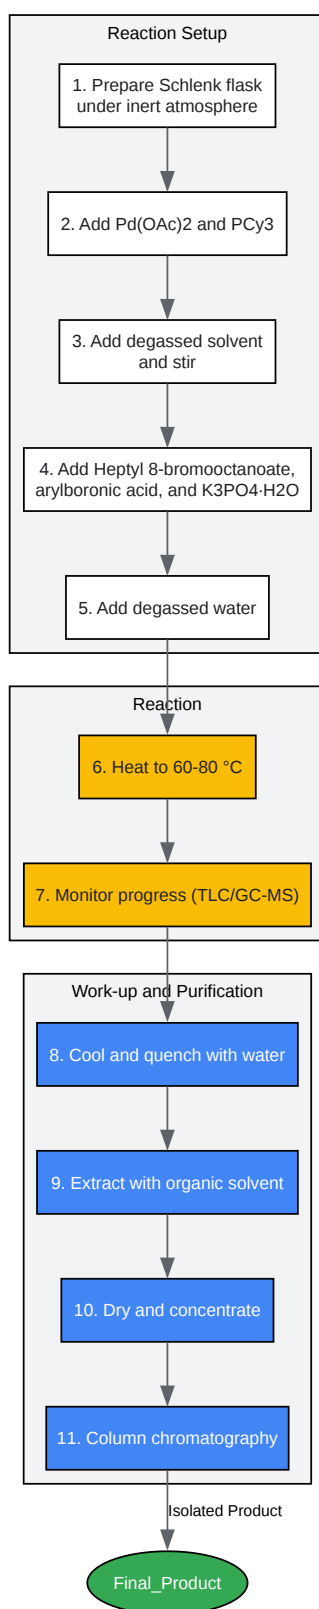 Reaction Setup
1. Prepare Schlenk flask
under inert atmosphere
2. Add Pd(OAc)2 and PCy3
3. Add degassed solvent
and stir
4. Add Heptyl 8-bromooctanoate,
arylboronic acid, and K3PO4·H2O
5. Add degassed water
Reaction
6. Heat to 60-80 °C
7. Monitor progress (TLC/GC-MS)
Work-up and Purification
8. Cool and quench with water
9. Extract with organic solvent
10. Dry and concentrate
11. Column chromatography
Isolated Product
Final_Product